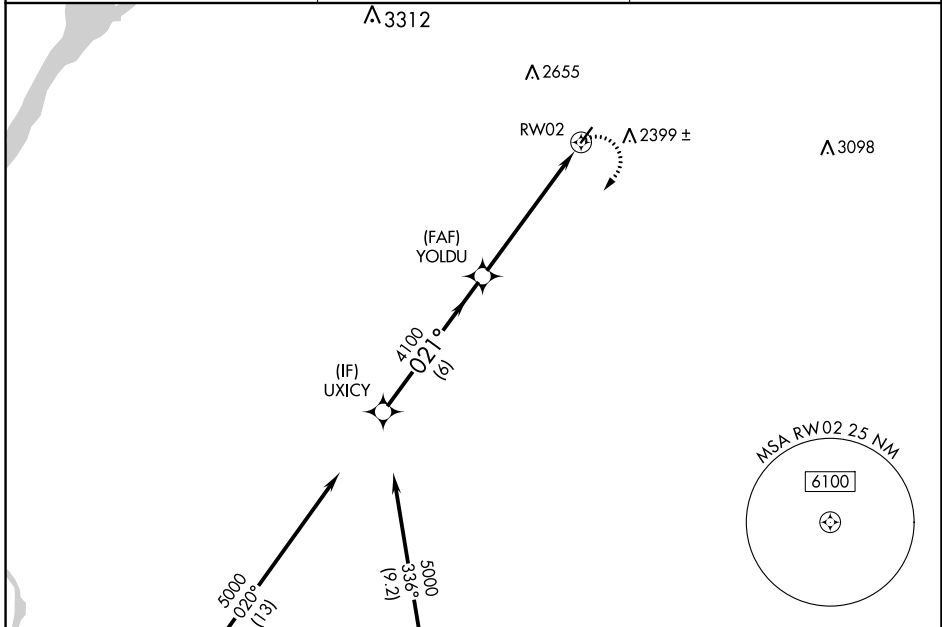 3312
2655
RW02
2399 ±
3098
(FAF)
YOLDU
4100
021°
(6)
(IF)
UXICY
MSA RW02 25 NM
6100
5000
020°
(13)
5000
336°
(9.2)